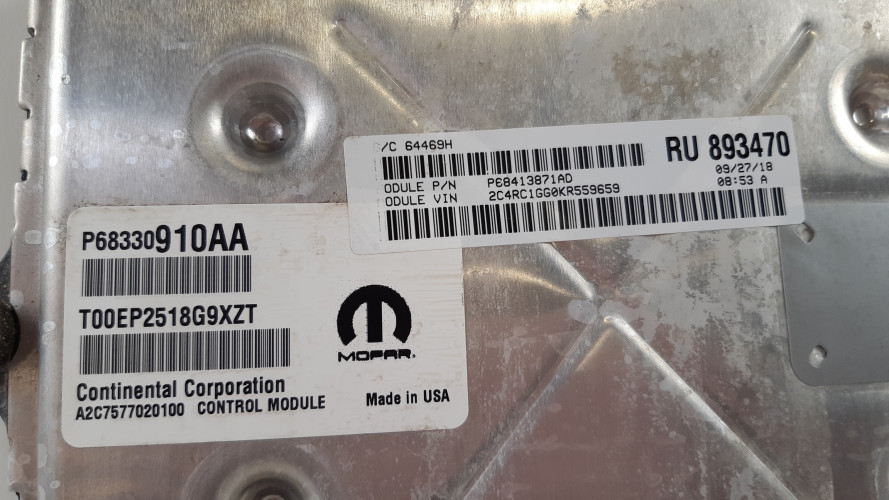 /C 64469H
RU 893470
ODULE P/N P68413871AD
ODULE VIN 2C4RC1GG0KR559659
09/27/18
08:53 A
P68330910AA
T00EP2518G9XZT
MOPAR.
Continental Corporation
A2C7577020100 CONTROL MODULE
Made in USA